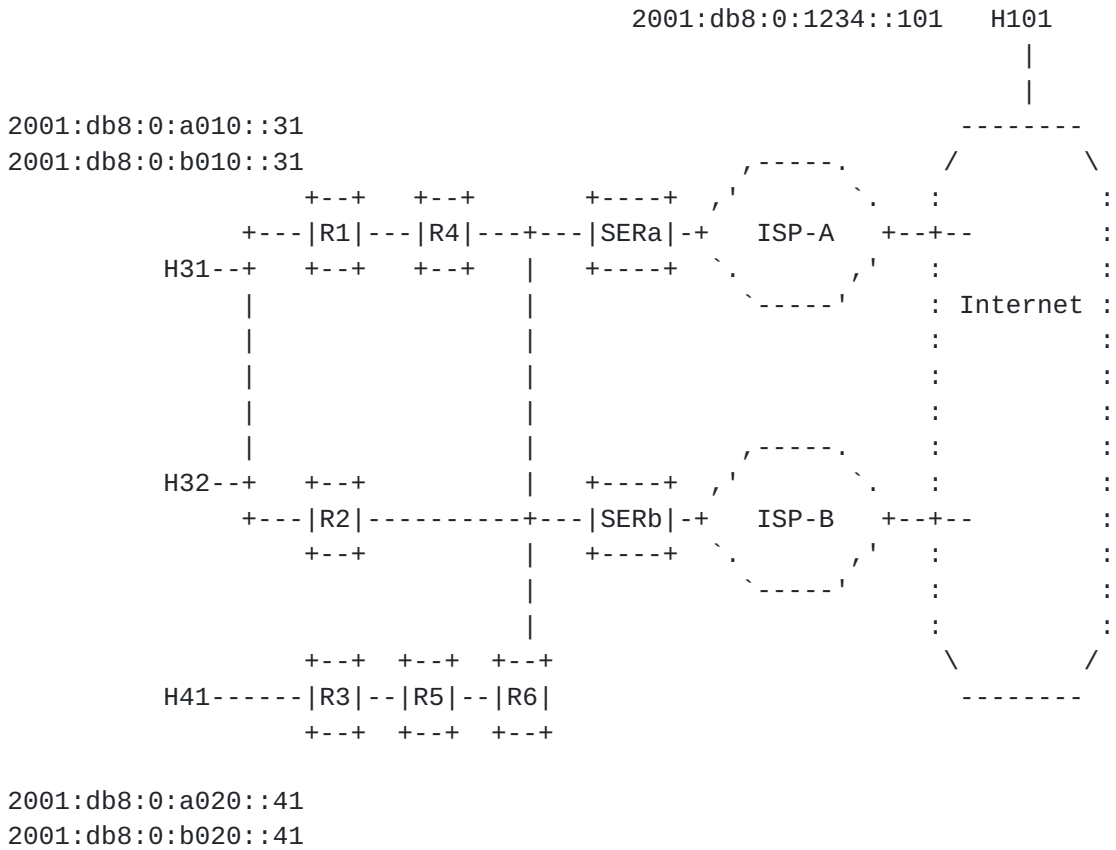 2001:db8:0:1234::101 H101
2001:db8:0:a010::31
2001:db8:0:b010::31
R1 R4 SERa ISP-A
H31
Internet
H32
R2 SERb ISP-B
H41 R3 R5 R6
2001:db8:0:a020::41
2001:db8:0:b020::41